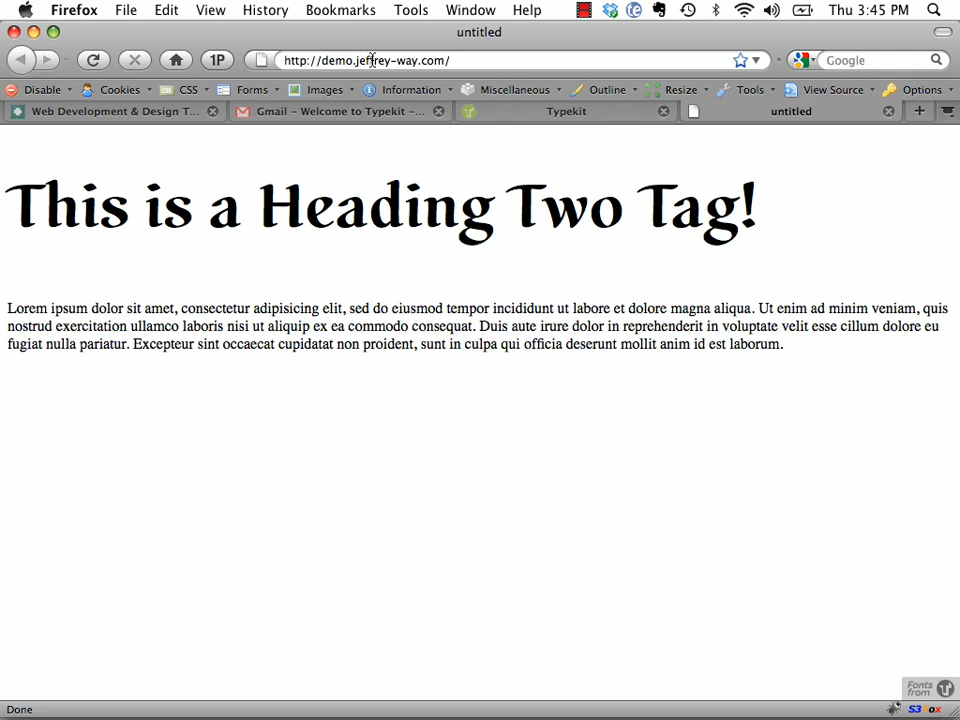 Firefox File Edit View History Bookmarks Tools Window Help Thu 3:45 PM
untitled
1P http://demo.jeffrey-way.com/ Google
Disable Cookies CSS Forms Images Information Miscellaneous Outline Resize Tools View Source Options
Web Development & Design T... Gmail – Welcome to Typekit –... Typekit untitled
This is a Heading Two Tag!
Lorem ipsum dolor sit amet, consectetur adipisicing elit, sed do eiusmod tempor incididunt ut labore et dolore magna aliqua. Ut enim ad minim veniam, quis
nostrud exercitation ullamco laboris nisi ut aliquip ex ea commodo consequat. Duis aute irure dolor in reprehenderit in voluptate velit esse cillum dolore eu
fugiat nulla pariatur. Excepteur sint occaecat cupidatat non proident, sunt in culpa qui officia deserunt mollit anim id est laborum.
Fonts
from
Done S3Fox